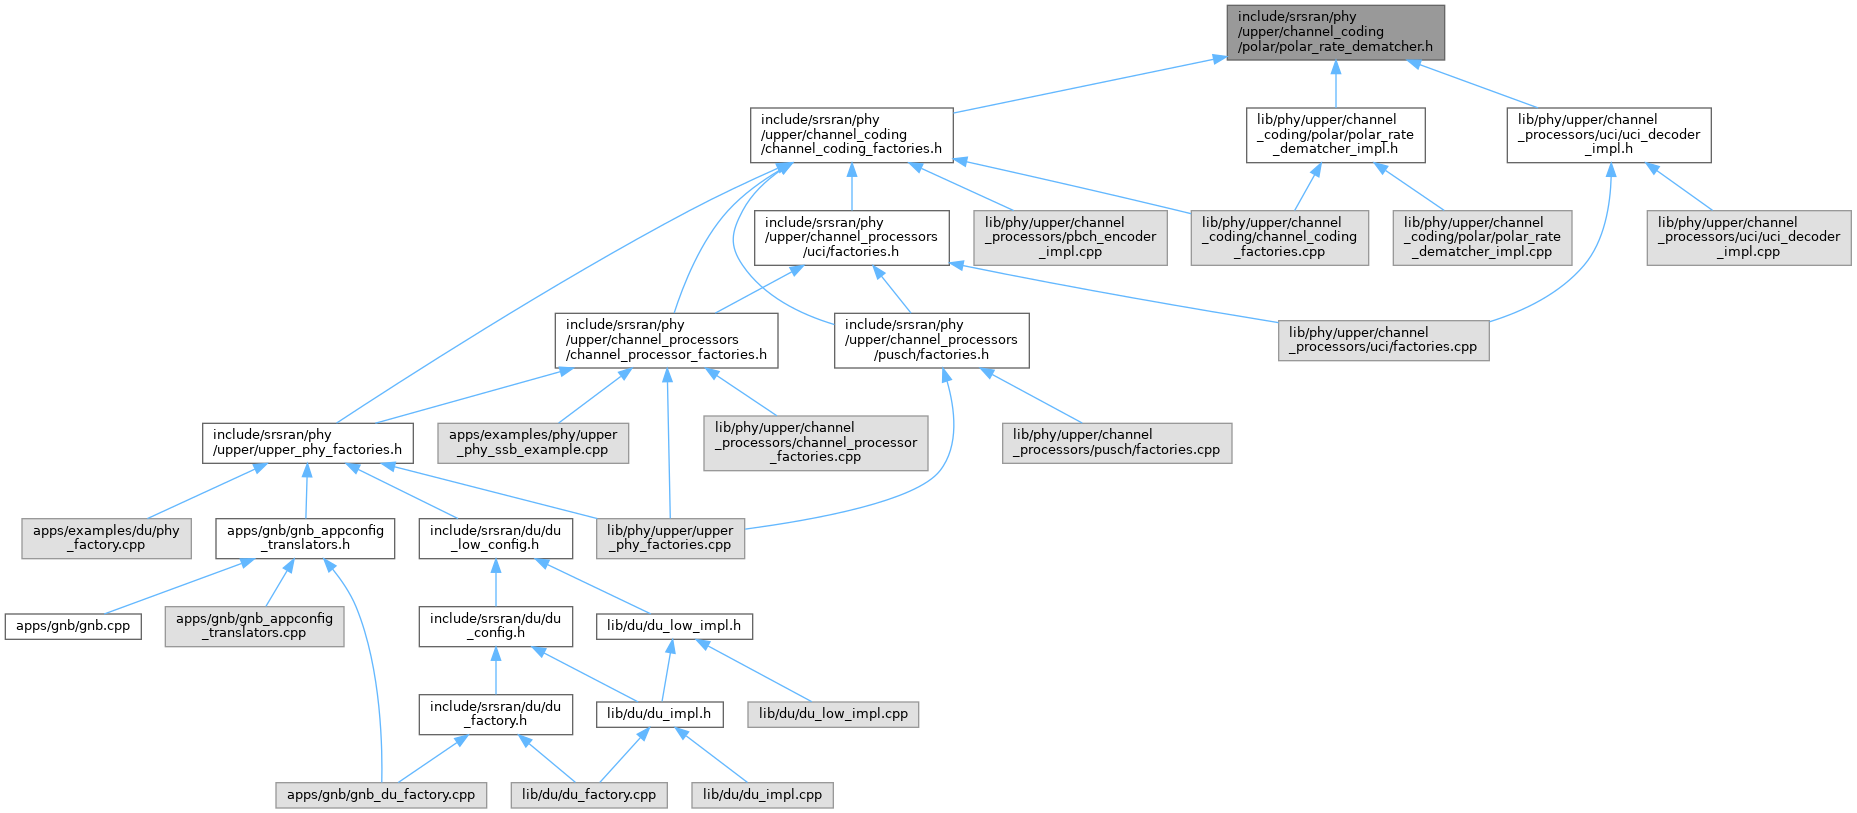 include/srsran/phy
/upper/channel_coding
/polar/polar_rate_dematcher.h
include/srsran/phy
/upper/channel_coding
/channel_coding_factories.h
lib/phy/upper/channel
_coding/polar/polar_rate
_dematcher_impl.h
lib/phy/upper/channel
_processors/uci/uci_decoder
_impl.h
include/srsran/phy
/upper/channel_processors
/uci/factories.h
lib/phy/upper/channel
_processors/pbch_encoder
_impl.cpp
lib/phy/upper/channel
_coding/channel_coding
_factories.cpp
lib/phy/upper/channel
_coding/polar/polar_rate
_dematcher_impl.cpp
lib/phy/upper/channel
_processors/uci/uci_decoder
_impl.cpp
include/srsran/phy
/upper/channel_processors
/channel_processor_factories.h
include/srsran/phy
/upper/channel_processors
/pusch/factories.h
lib/phy/upper/channel
_processors/uci/factories.cpp
include/srsran/phy
/upper/upper_phy_factories.h
apps/examples/phy/upper
_phy_ssb_example.cpp
lib/phy/upper/channel
_processors/channel_processor
_factories.cpp
lib/phy/upper/channel
_processors/pusch/factories.cpp
apps/examples/du/phy
_factory.cpp
apps/gnb/gnb_appconfig
_translators.h
include/srsran/du/du
_low_config.h
lib/phy/upper/upper
_phy_factories.cpp
apps/gnb/gnb.cpp
apps/gnb/gnb_appconfig
_translators.cpp
include/srsran/du/du
_config.h
lib/du/du_low_impl.h
include/srsran/du/du
_factory.h
lib/du/du_impl.h
lib/du/du_low_impl.cpp
apps/gnb/gnb_du_factory.cpp
lib/du/du_factory.cpp
lib/du/du_impl.cpp